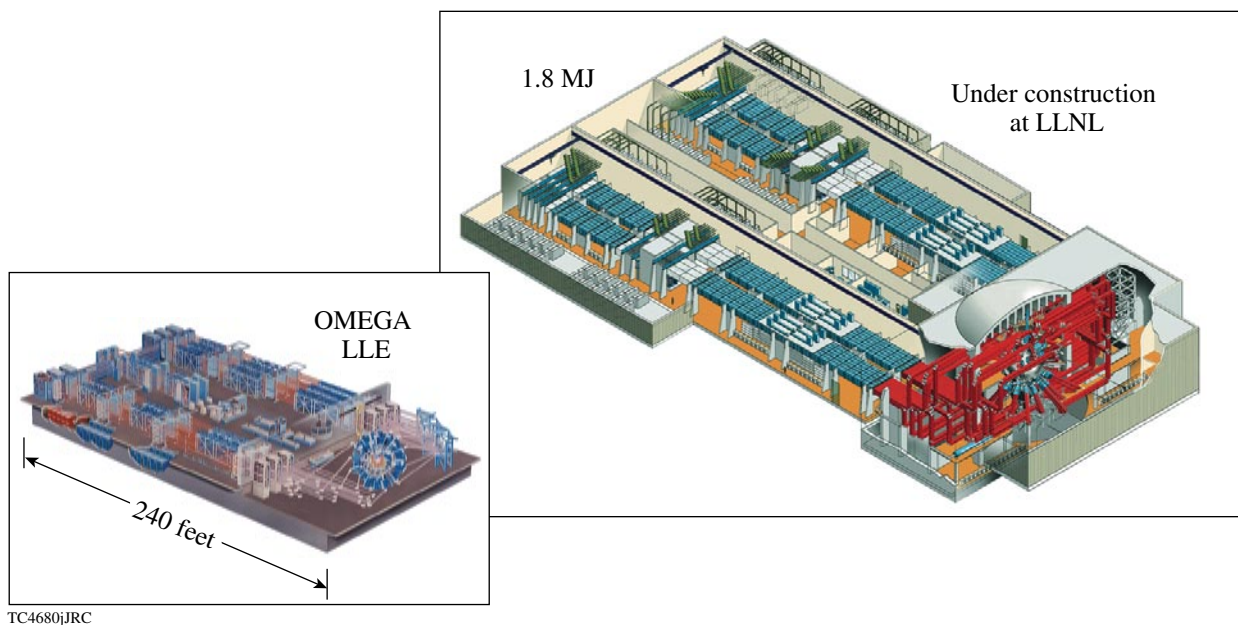 1.8 MJ
Under construction
at LLNL
OMEGA
LLE
240 feet
TC4680jJRC